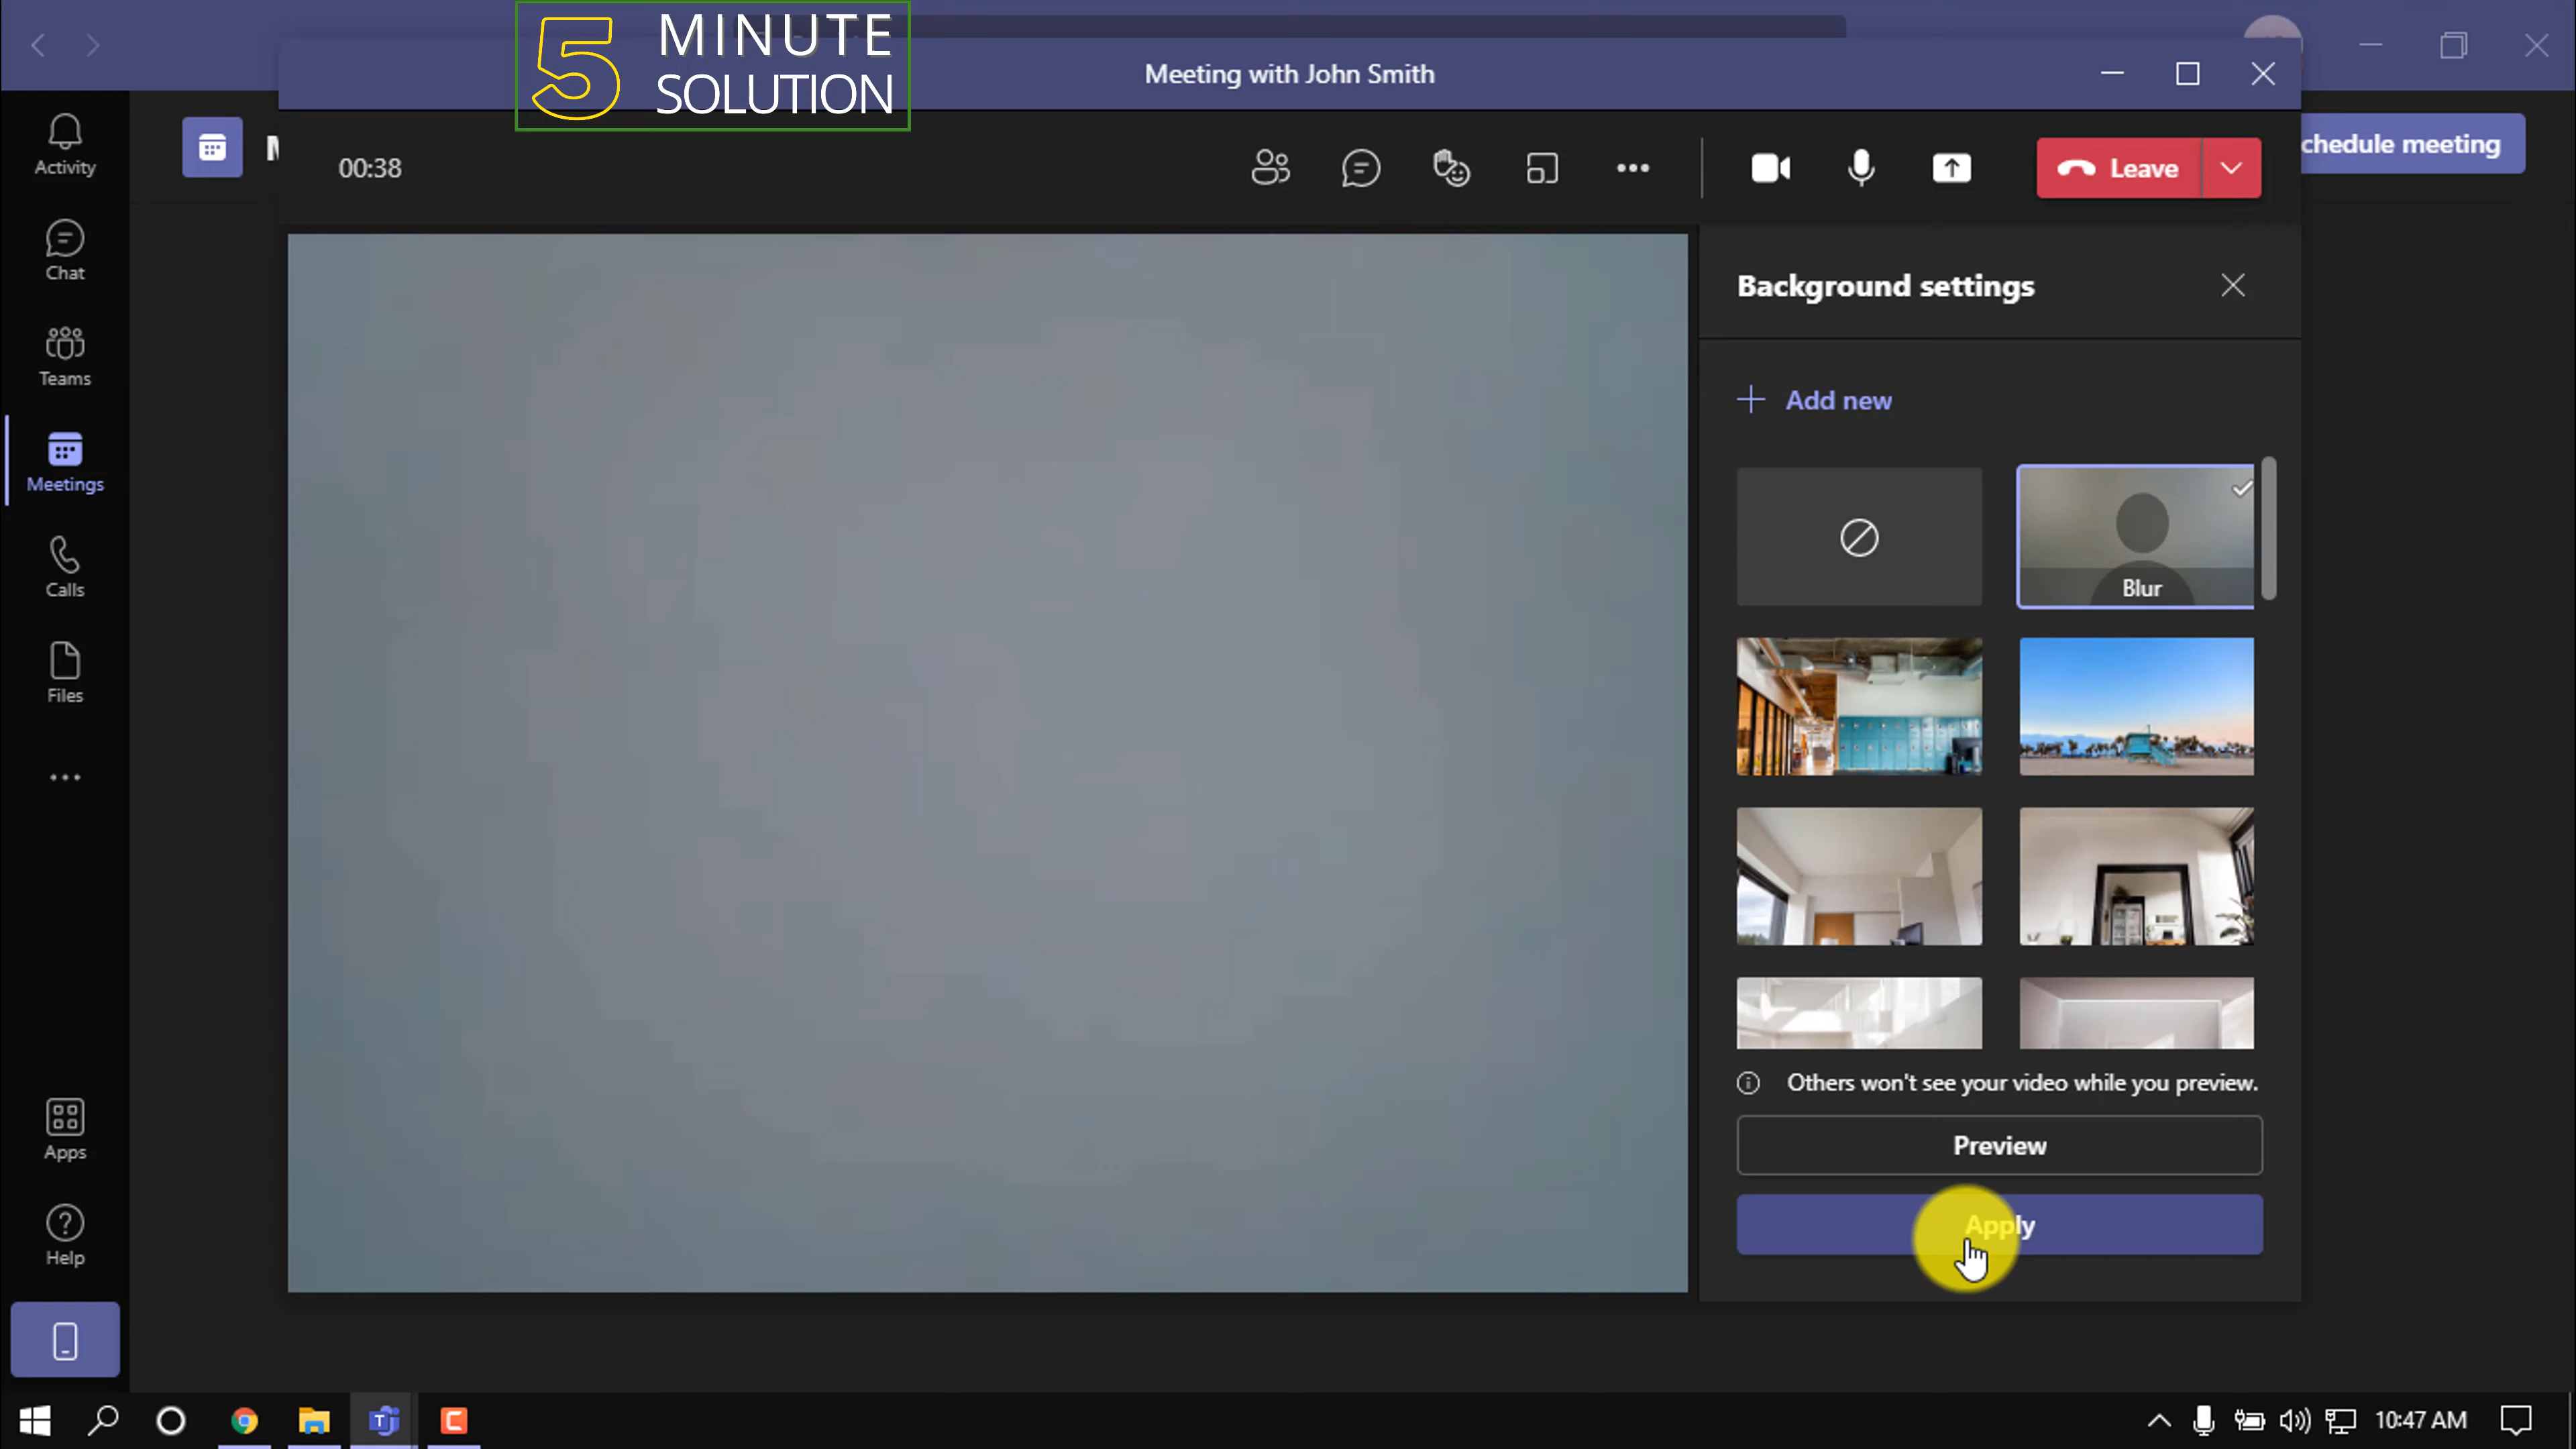 5 MINUTE
SOLUTION
Meeting with John Smith
00:38
Leave
chedule meeting
Activity
Chat
Teams
Meetings
Calls
Files
Apps
Help
Background settings
Add new
Blur
Others won't see your video while you preview.
Preview
Apply
10:47 AM